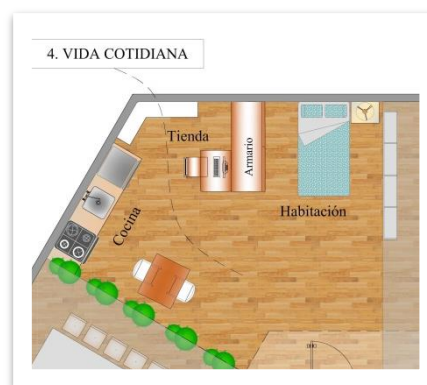 4. VIDA COTIDIANA
Tienda
Armario
Habitación
Cocina